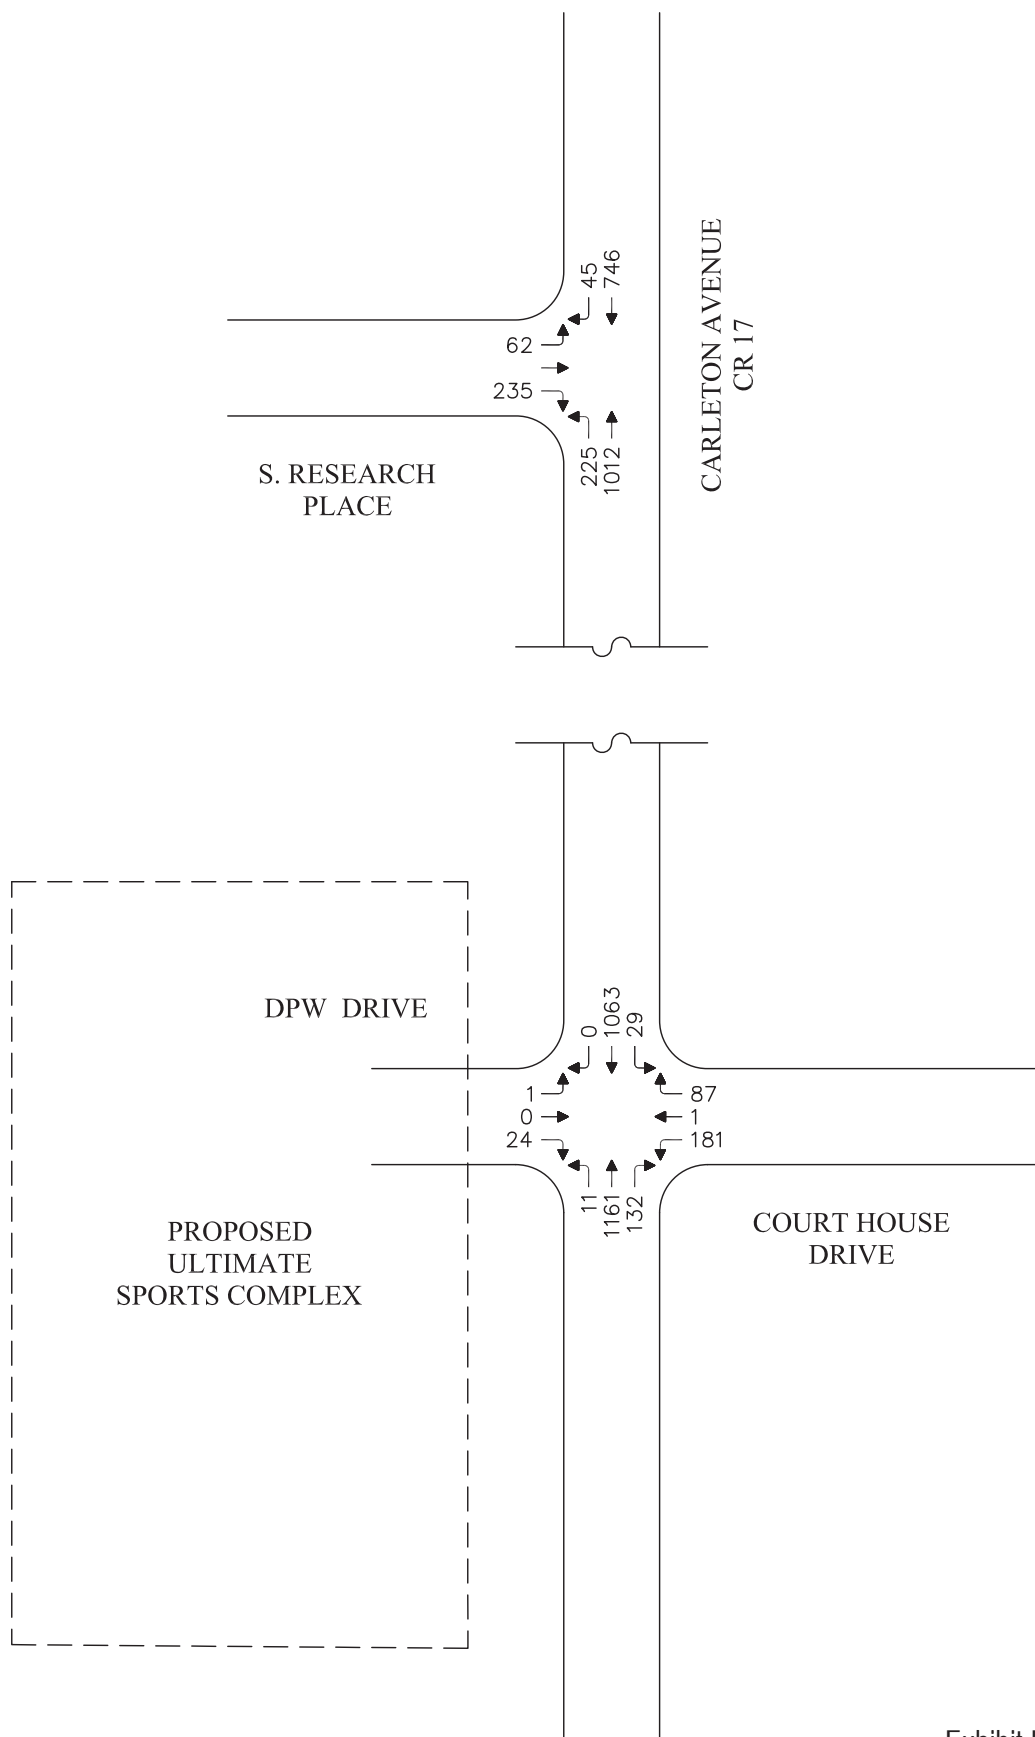 45
746
62
235
225
1012
CARLETON AVENUE
CR 17
S. RESEARCH
PLACE
DPW DRIVE
0
1063
29
1
0
24
87
1
181
11
1161
132
PROPOSED
ULTIMATE
SPORTS COMPLEX
COURT HOUSE
DRIVE
Exhibit